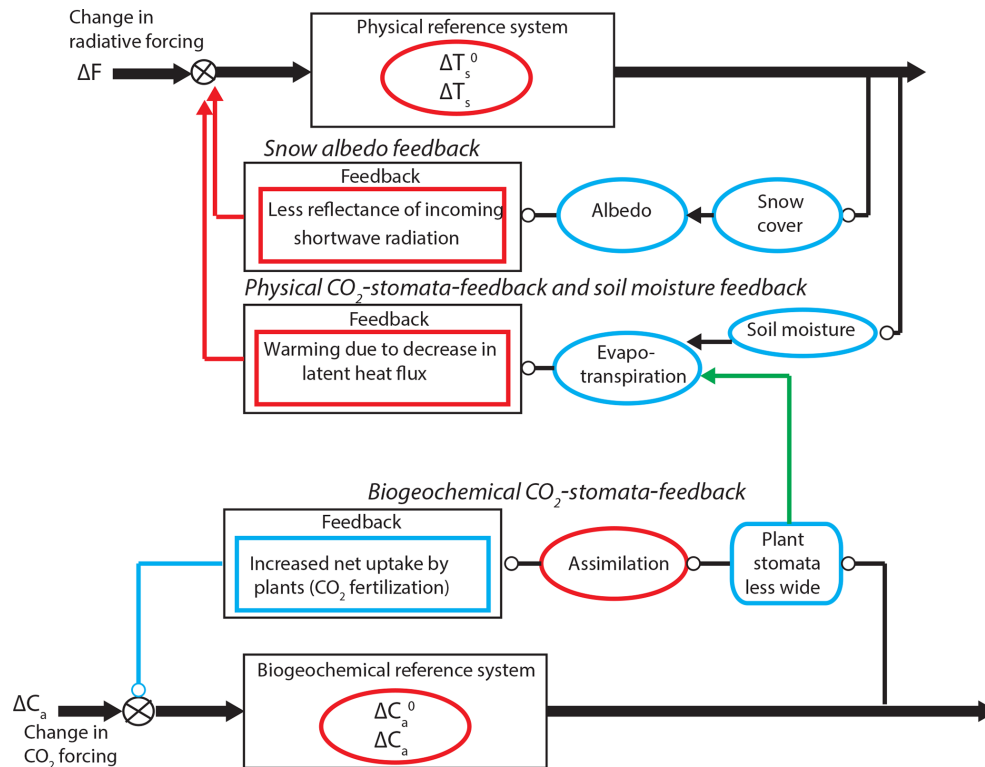 Change in
radiative forcing
ΔF
Physical reference system
ΔTₛ⁰
ΔTₛ
Snow albedo feedback
Feedback
Less reflectance of incoming
shortwave radiation
Albedo
Snow
cover
Physical CO₂-stomata-feedback and soil moisture feedback
Feedback
Warming due to decrease in
latent heat flux
Evapo-
transpiration
Soil moisture
Biogeochemical CO₂-stomata-feedback
Feedback
Increased net uptake by
plants (CO₂ fertilization)
Assimilation
Plant
stomata
less wide
Biogeochemical reference system
ΔCₐ⁰
ΔCₐ
ΔCₐ
Change in
CO₂ forcing